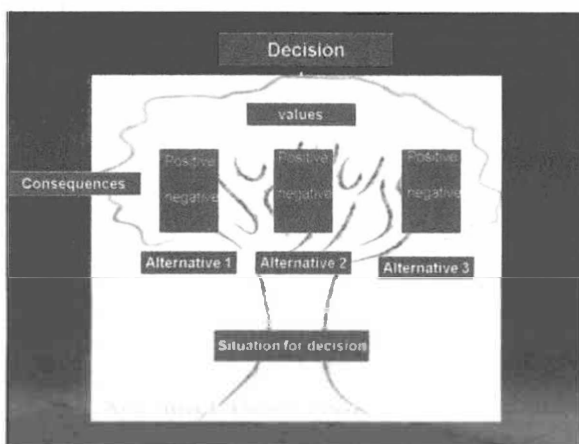 Decision
values
Positive
negative
Positive
negative
Positive
negative
Consequences
Alternative 1
Alternative 2
Alternative 3
Situation for decision